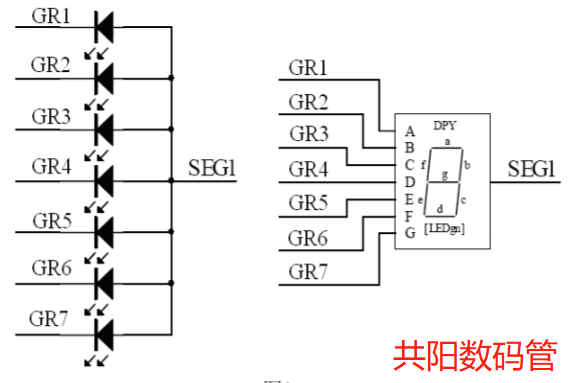 GR1
GR2
GR3
GR4
GR5
GR6
GR7
SEG1
GR1
GR2
GR3
GR4
GR5
GR6
GR7
A
B
C
D
E
F
G
DPY
a
f
b
g
e
c
d
[LEDgn]
SEG1
共阳数码管